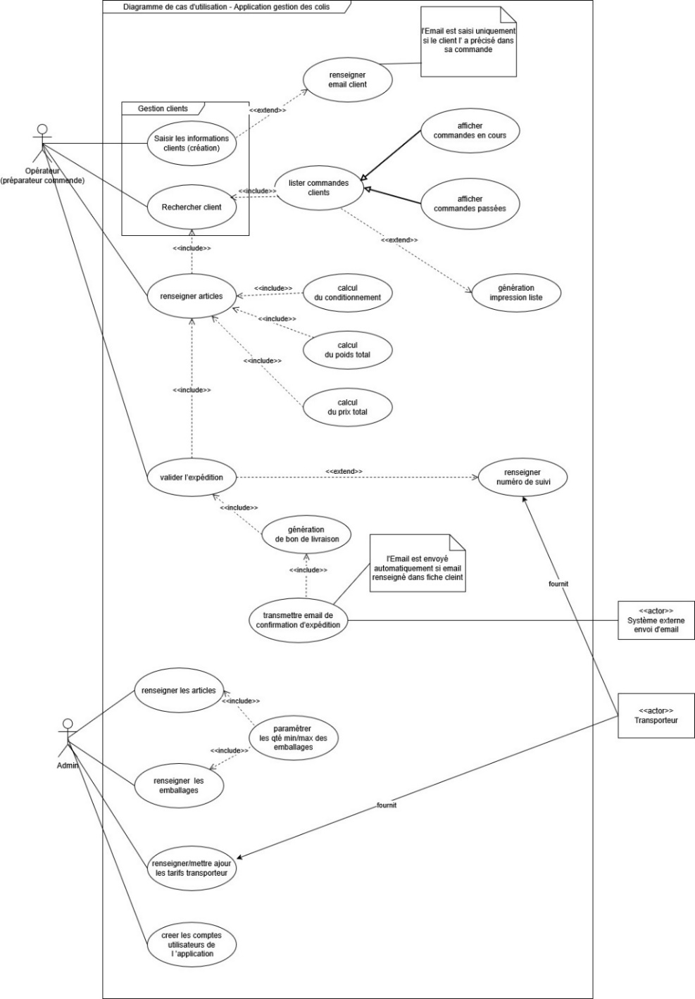 Diagramme de cas d'utilisation - Application gestion des colis
l'Email est saisi uniquement
si le client l' a précisé dans
sa commande
renseigner
email client
<<extend>>
Gestion clients
Saisir les informations
clients (création)
afficher
commandes en cours
Opérateur
(préparateur commende)
lister commandes
clients
<<include>>
Rechercher client
afficher
commandes passées
<<extend>>
<<include>>
renseigner articles
<<include>>
calcul
du conditionnement
génération
impression liste
<<include>>
calcul
du poids total
<<include>>
<<include>>
calcul
du prix total
valider l'expédition
<<extend>>
renseigner
numéro de suivi
<<include>>
génération
de bon de livraison
<<include>>
l'Email est envoyé
automatiquement si email
renseigné dans fiche cleint
fournit
transmettre email de
confirmation d'expédition
<<actor>>
Système externe
envoi d'email
renseigner les articles
<<include>>
<<actor>>
Transporteur
paramétrer
les qté min/max des
emballages
<<include>>
Admin
renseigner les
emballages
fournit
renseigner/mettre ajour
les tarifs transporteur
creer les comptes
utilisateurs de
l 'application